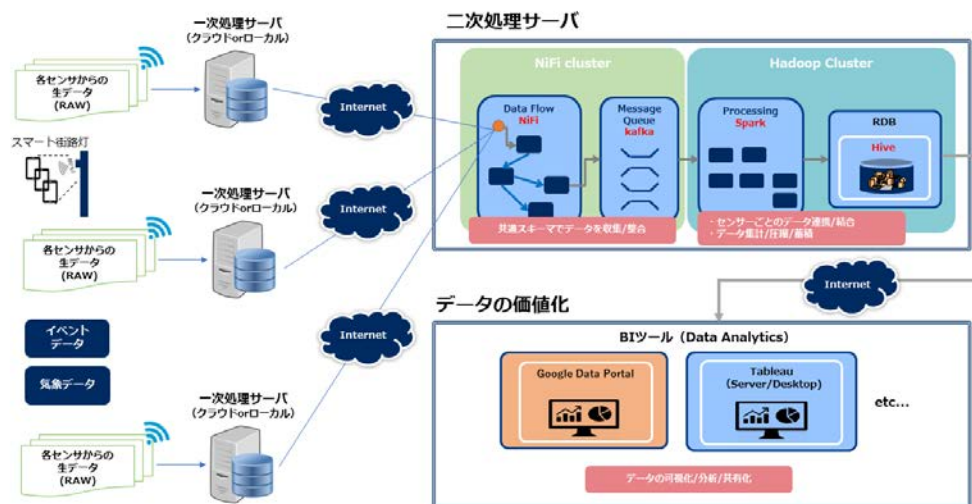 各センサからの
生データ
(RAW)
一次処理サーバ
(クラウドorローカル)
Internet
スマート街路灯
各センサからの
生データ
(RAW)
一次処理サーバ
(クラウドorローカル)
Internet
イベント
データ
気象データ
各センサからの
生データ
(RAW)
一次処理サーバ
(クラウドorローカル)
Internet
二次処理サーバ
NiFi cluster
Data Flow
NiFi
Message
Queue
kafka
共通スキーマでデータを収集/整合
Hadoop Cluster
Processing
Spark
RDB
Hive
・センサーごとのデータ連携/結合
・データ集計/圧縮/蓄積
Internet
データの価値化
BIツール（Data Analytics）
Google Data Portal
Tableau
(Server/Desktop)
etc...
データの可視化/分析/共有化